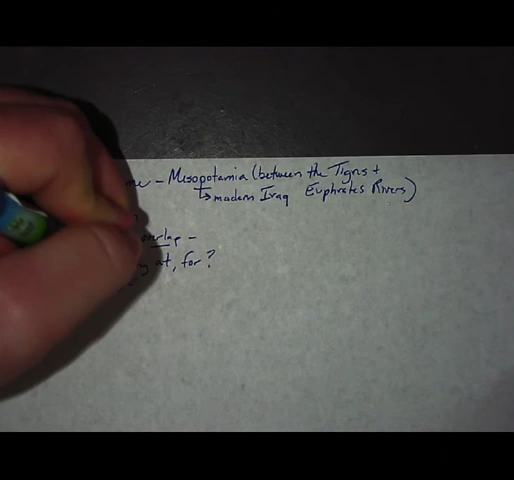 – Mesopotamia (between the Tigris +
↳ modern Iraq Euphrates Rivers)
overlap –
at, for?